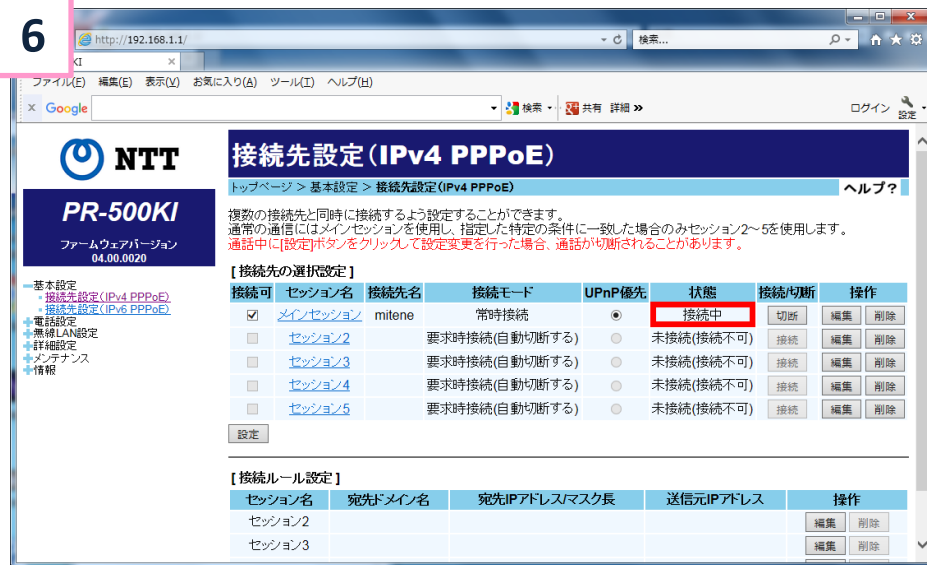 6
http://192.168.1.1/
検索...
KI
ファイル(F) 編集(E) 表示(V) お気に入り(A) ツール(T) ヘルプ(H)
x Google 検索 共有 詳細 >> ログイン 設定
NTT
PR-500KI
ファームウェアバージョン
04.00.0020
基本設定
接続先設定(IPv4 PPPoE)
接続先設定(IPv6 PPPoE)
電話設定
無線LAN設定
詳細設定
メンテナンス
情報
接続先設定(IPv4 PPPoE)
トップページ > 基本設定 > 接続先設定(IPv4 PPPoE) ヘルプ?
複数の接続先と同時に接続するよう設定することができます。
通常の通信にはメインセッションを使用し、指定した特定の条件に一致した場合のみセッション2~5を使用します。
通話中に[設定]ボタンをクリックして設定変更を行った場合、通話が切断されることがあります。
[接続先の選択設定]
接続可 セッション名 接続先名 接続モード UPnP優先 状態 接続/切断 操作
メインセッション mitene 常時接続 接続中 切断 編集 削除
セッション2 要求時接続(自動切断する) 未接続(接続不可) 接続 編集 削除
セッション3 要求時接続(自動切断する) 未接続(接続不可) 接続 編集 削除
セッション4 要求時接続(自動切断する) 未接続(接続不可) 接続 編集 削除
セッション5 要求時接続(自動切断する) 未接続(接続不可) 接続 編集 削除
設定
[接続ルール設定]
セッション名 宛先ドメイン名 宛先IPアドレス/マスク長 送信元IPアドレス 操作
セッション2 編集 削除
セッション3 編集 削除